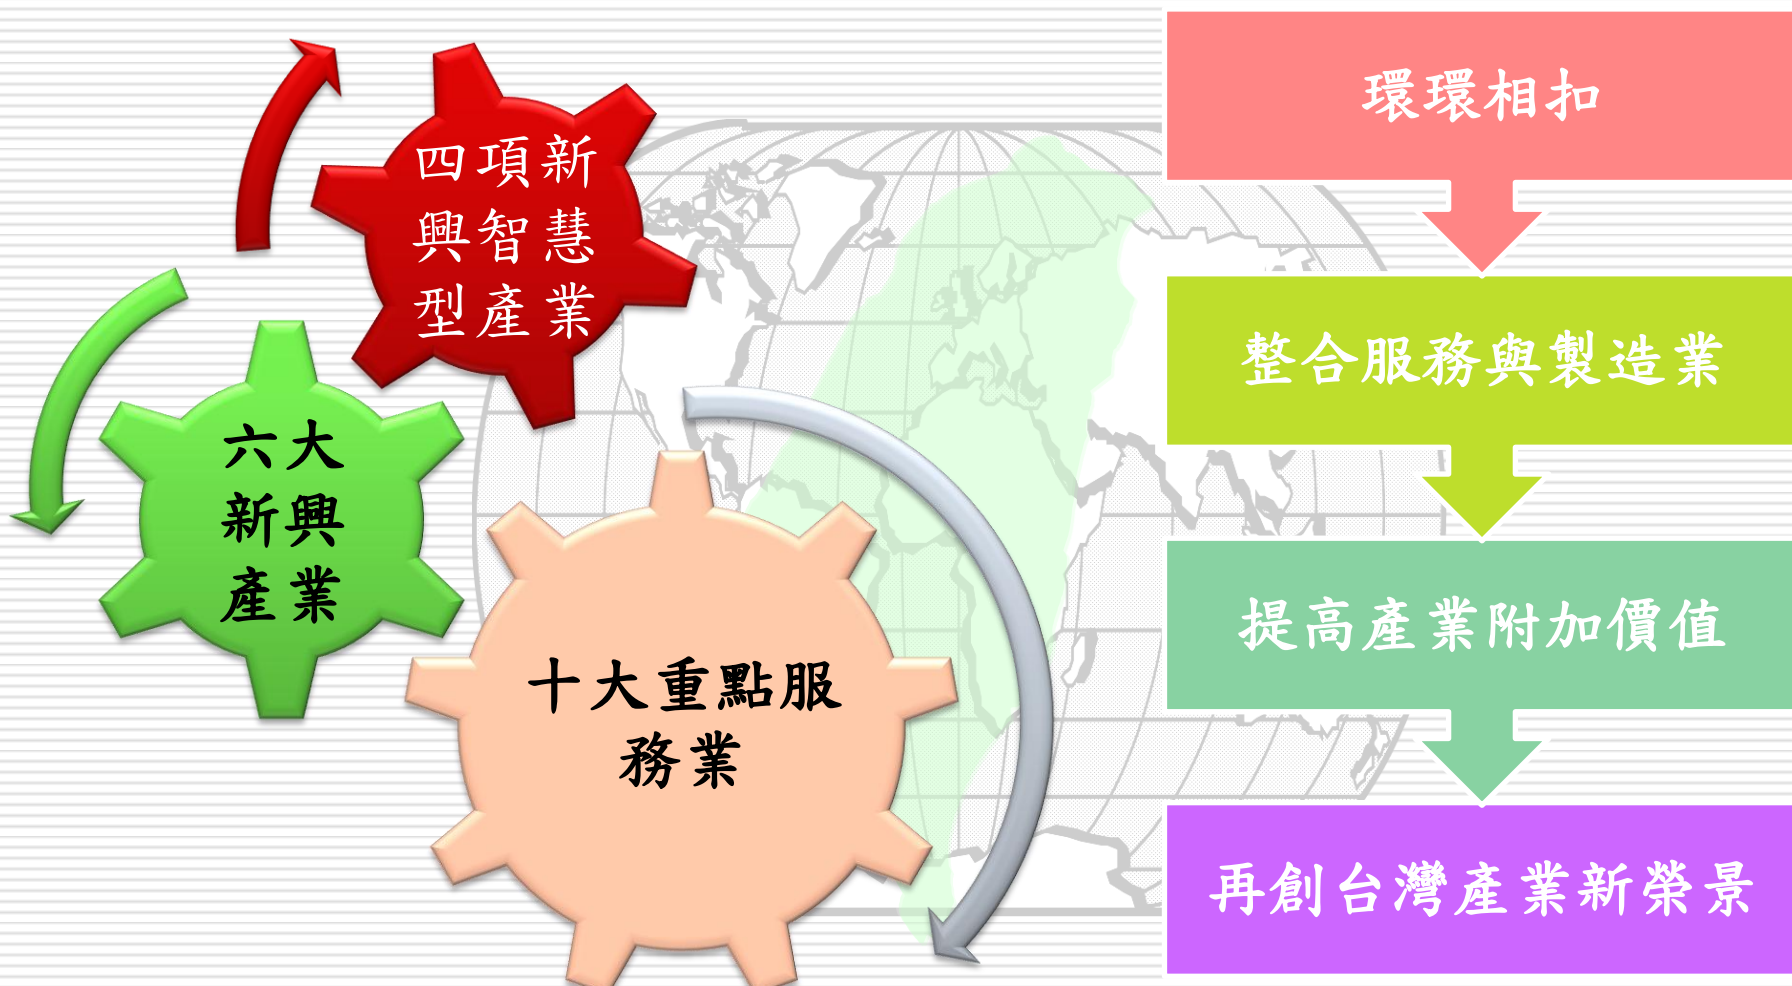 四項新
興智慧
型產業
六大
新興
產業
十大重點服
務業
環環相扣
整合服務與製造業
提高產業附加價值
再創台灣產業新榮景